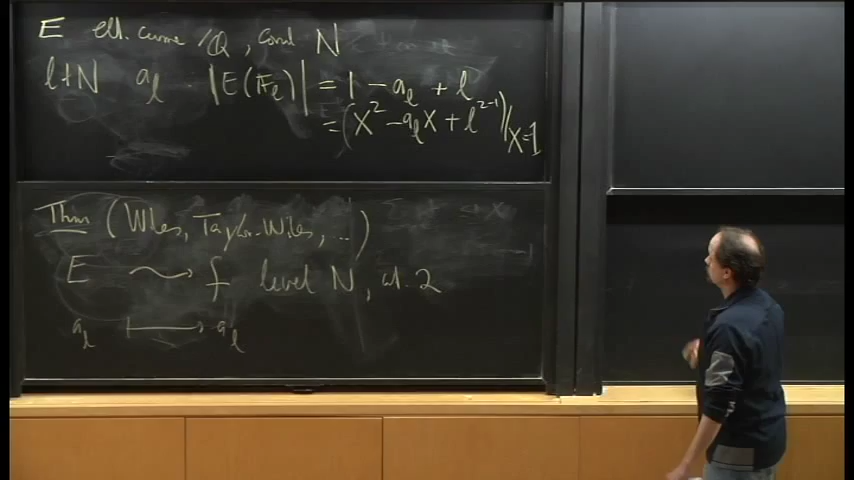 E ell. curve /Q, cond N
l∤N a_l · |E(F_l)| = 1 - a_l + l
= (X^2 - a_l X + l^{2-1})|_{X=1}
Thm (Wiles, Taylor-Wiles, ...)
E ⇝ f level N, wt. 2
a_l ⟼ a_l